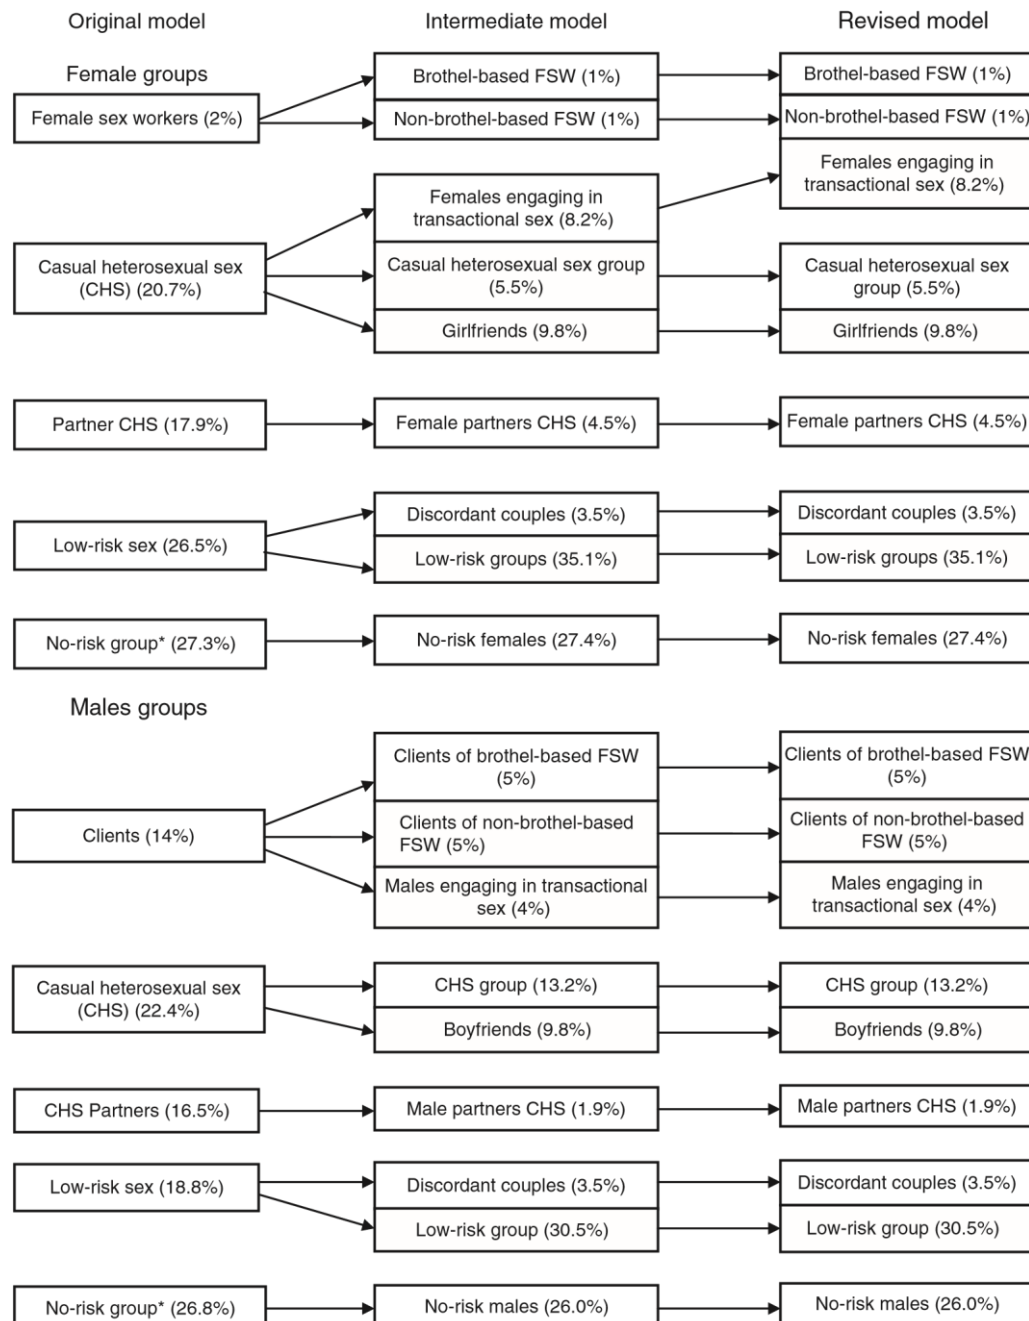 Original model
Intermediate model
Revised model
Female groups
Female sex workers (2%)
Brothel-based FSW (1%)
Non-brothel-based FSW (1%)
Brothel-based FSW (1%)
Non-brothel-based FSW (1%)
Females engaging in
transactional sex (8.2%)
Casual heterosexual sex
(CHS) (20.7%)
Females engaging in
transactional sex (8.2%)
Casual heterosexual sex group
(5.5%)
Girlfriends (9.8%)
Casual heterosexual sex
group (5.5%)
Girlfriends (9.8%)
Partner CHS (17.9%)
Female partners CHS (4.5%)
Female partners CHS (4.5%)
Low-risk sex (26.5%)
Discordant couples (3.5%)
Low-risk groups (35.1%)
Discordant couples (3.5%)
Low-risk groups (35.1%)
No-risk group* (27.3%)
No-risk females (27.4%)
No-risk females (27.4%)
Males groups
Clients (14%)
Clients of brothel-based FSW
(5%)
Clients of non-brothel-based
FSW (5%)
Males engaging in transactional
sex (4%)
Clients of brothel-based FSW
(5%)
Clients of non-brothel-based
FSW (5%)
Males engaging in
transactional sex (4%)
Casual heterosexual sex
(CHS) (22.4%)
CHS group (13.2%)
Boyfriends (9.8%)
CHS group (13.2%)
Boyfriends (9.8%)
CHS Partners (16.5%)
Male partners CHS (1.9%)
Male partners CHS (1.9%)
Low-risk sex (18.8%)
Discordant couples (3.5%)
Low-risk group (30.5%)
Discordant couples (3.5%)
Low-risk group (30.5%)
No-risk group* (26.8%)
No-risk males (26.0%)
No-risk males (26.0%)